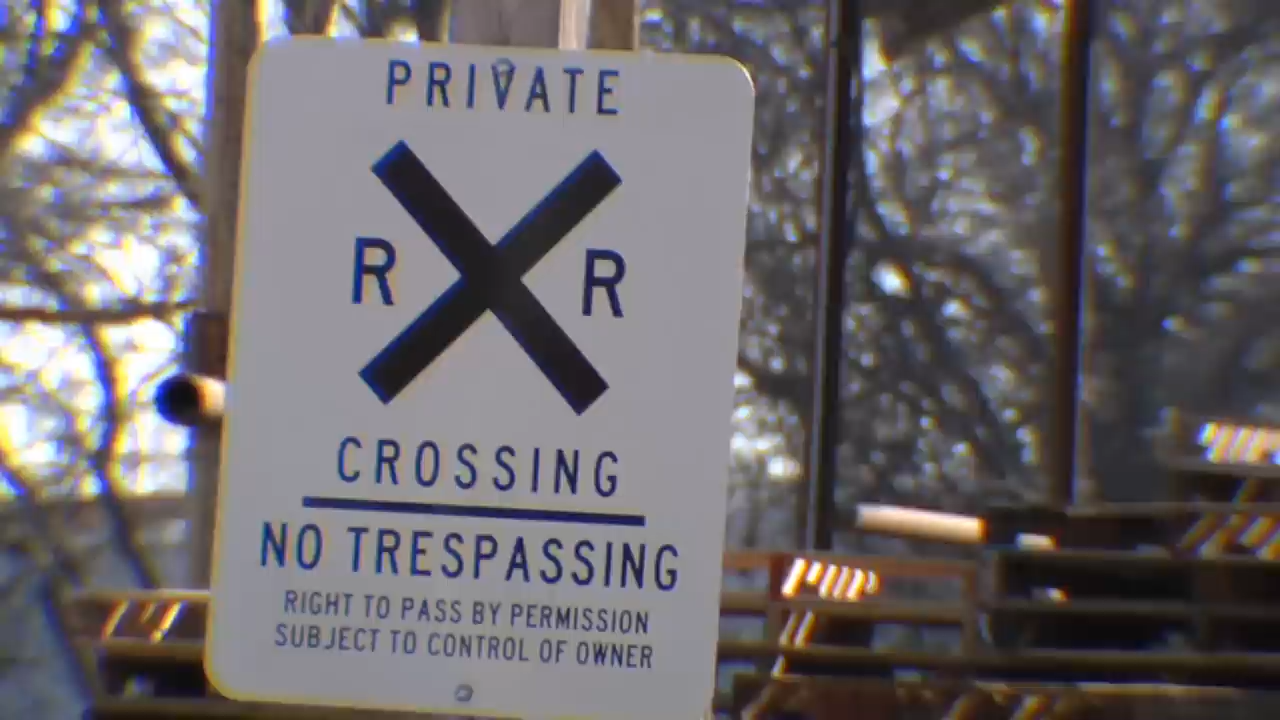 PRIVATE
R R
CROSSING
NO TRESPASSING
RIGHT TO PASS BY PERMISSION
SUBJECT TO CONTROL OF OWNER